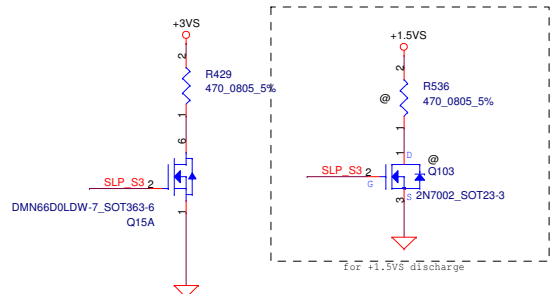 +3VS
2
R429
470_0805_5%
1
6
SLP_S3 2
DMN66D0LDW-7_SOT363-6
Q15A
1
+1.5VS
2
R536
@
470_0805_5%
1
1
D
@
SLP_S3 2
Q103
G
2N7002_SOT23-3
S
3
for +1.5VS discharge